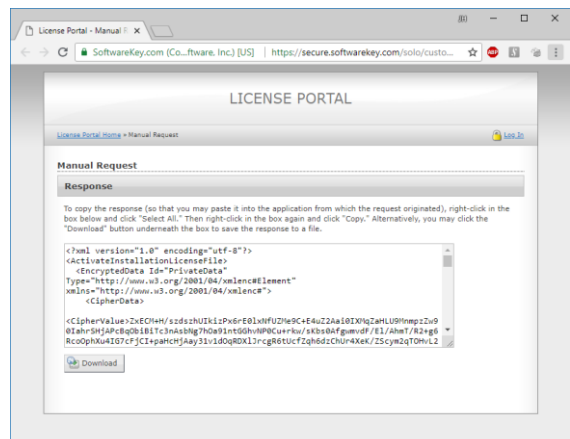 License Portal - Manual R
SoftwareKey.com (Co...ftware, Inc.) [US] | https://secure.softwarekey.com/solo/custo...
LICENSE PORTAL
License Portal Home » Manual Request
Log In
Manual Request
Response
To copy the response (so that you may paste it into the application from which the request originated), right-click in the
box below and click "Select All." Then right-click in the box again and click "Copy." Alternatively, you may click the
"Download" button underneath the box to save the response to a file.
<?xml version="1.0" encoding="utf-8"?>
<ActivateInstallationLicenseFile>
<EncryptedData Id="PrivateData"
Type="http://www.w3.org/2001/04/xmlenc#Element"
xmlns="http://www.w3.org/2001/04/xmlenc#">
<CipherData>
Download